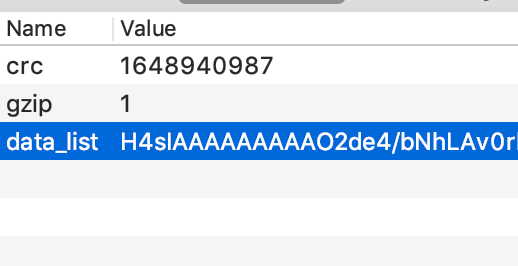 Name Value
crc 1648940987
gzip 1
data_list H4sIAAAAAAAAAO2de4/bNhLAv0r